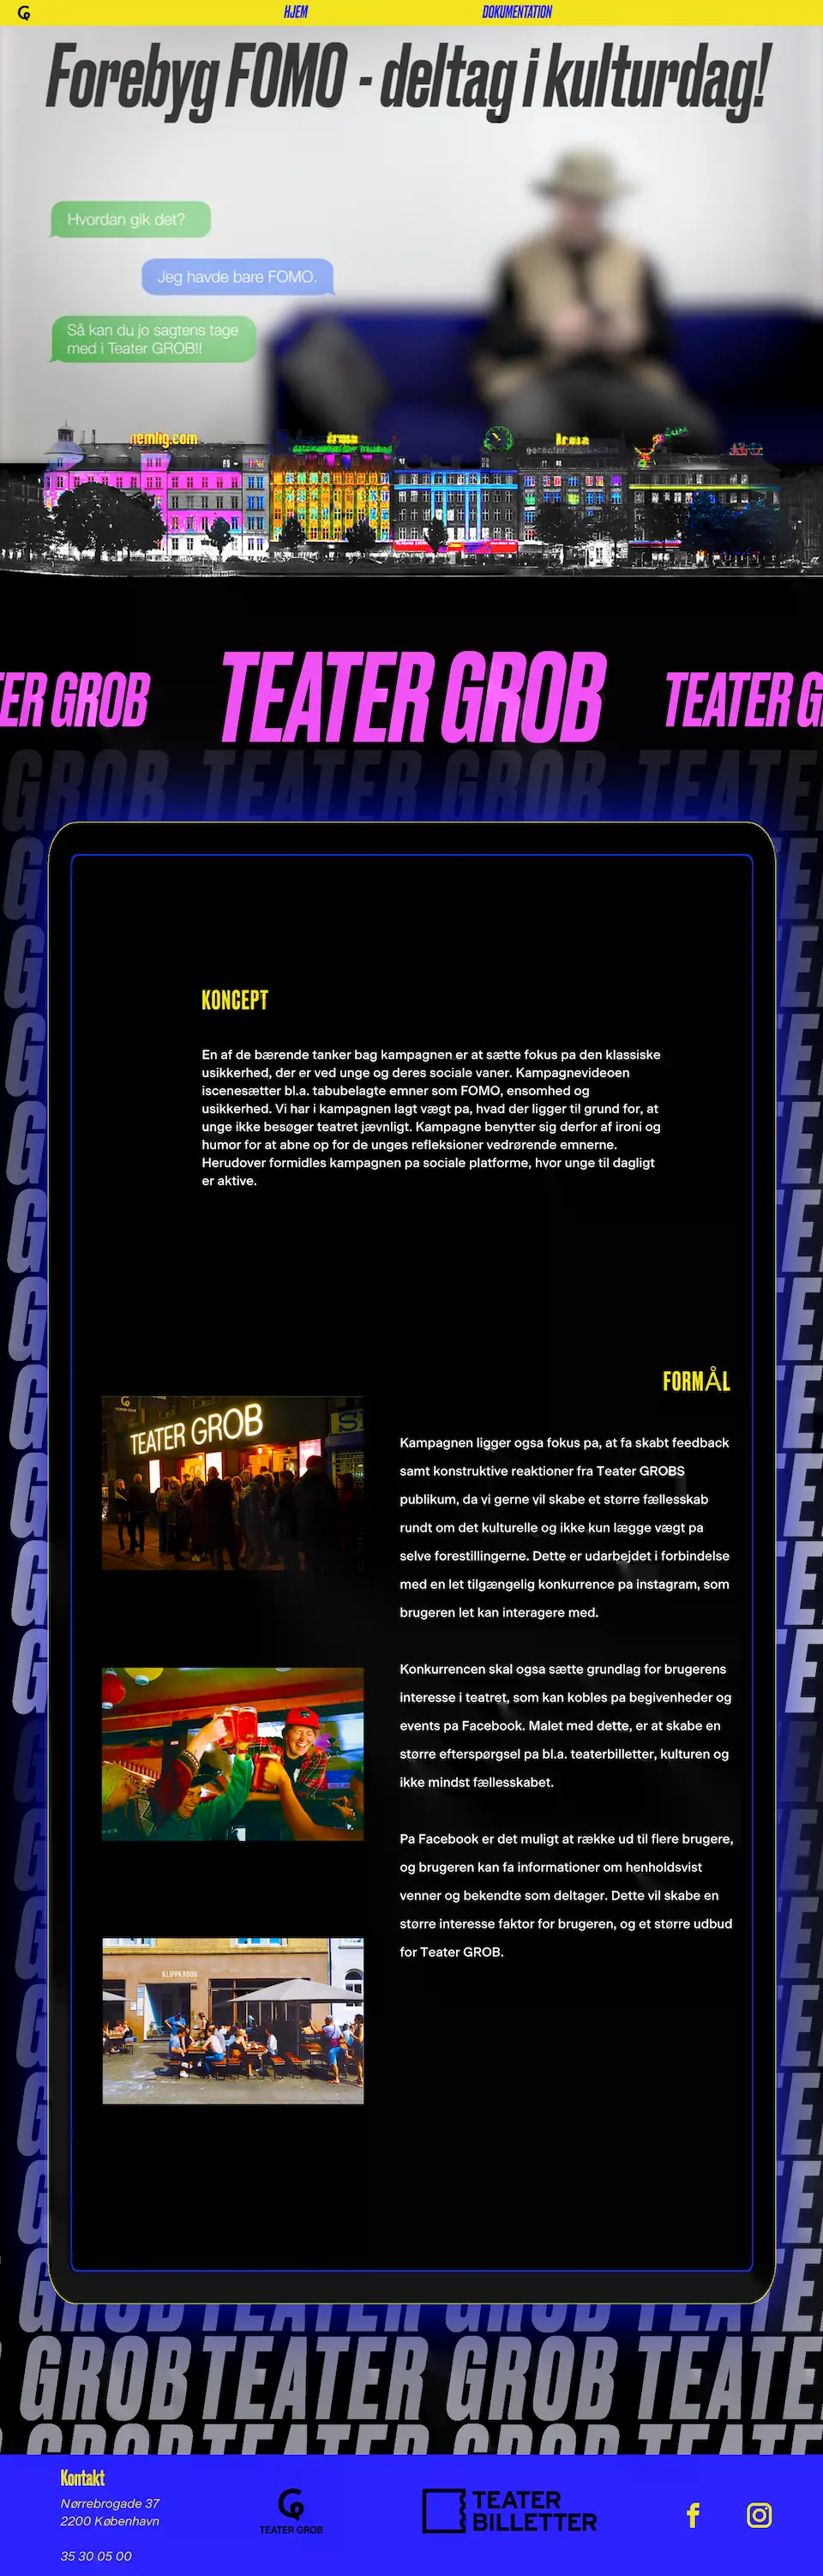 HJEM
DOKUMENTATION
Forebyg FOMO - deltag i kulturdag!
Hvordan gik det?
Jeg havde bare FOMO.
Så kan du jo sagtens tage
med i Teater GROB!!
nemlig.com
Irma
TER GROB
TEATER GROB
TEATER G
GROB TEATER GROB TEATER
KONCEPT
En af de bærende tanker bag kampagnen er at sætte fokus pa den klassiske
usikkerhed, der er ved unge og deres sociale vaner. Kampagnevideoen
iscenesætter bl.a. tabubelagte emner som FOMO, ensomhed og
usikkerhed. Vi har i kampagnen lagt vægt pa, hvad der ligger til grund for, at
unge ikke besøger teatret jævnligt. Kampagne benytter sig derfor af ironi og
humor for at abne op for de unges refleksioner vedrørende emnerne.
Herudover formidles kampagnen pa sociale platforme, hvor unge til dagligt
er aktive.
FORMÅL
TEATER GROB
Kampagnen ligger ogsa fokus pa, at fa skabt feedback
samt konstruktive reaktioner fra Teater GROBS
publikum, da vi gerne vil skabe et større fællesskab
rundt om det kulturelle og ikke kun lægge vægt pa
selve forestillingerne. Dette er udarbejdet i forbindelse
med en let tilgængelig konkurrence pa instagram, som
brugeren let kan interagere med.
Konkurrencen skal ogsa sætte grundlag for brugerens
interesse i teatret, som kan kobles pa begivenheder og
events pa Facebook. Malet med dette, er at skabe en
større efterspørgsel pa bl.a. teaterbilletter, kulturen og
ikke mindst fællesskabet.
Pa Facebook er det muligt at række ud til flere brugere,
og brugeren kan fa informationer om henholdsvist
venner og bekendte som deltager. Dette vil skabe en
større interesse faktor for brugeren, og et større udbud
for Teater GROB.
KLIPPKROOG
GROB TEATER GROB TEATE
GROB TEATER GROB TEATE
GROB TEATER GROB TEATE
Kontakt
Nørrebrogade 37
2200 København
35 30 05 00
TEATER GROB
TEATER
BILLETTER